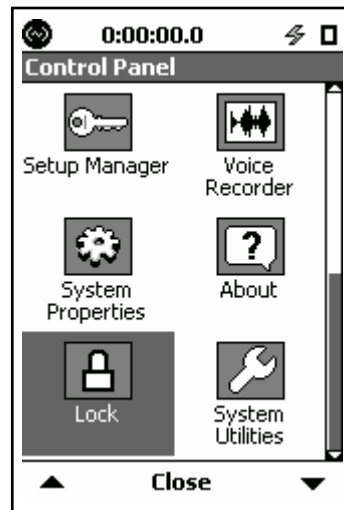 0:00:00.0
Control Panel
Setup Manager
Voice
Recorder
System
Properties
?
About
Lock
System
Utilities
Close